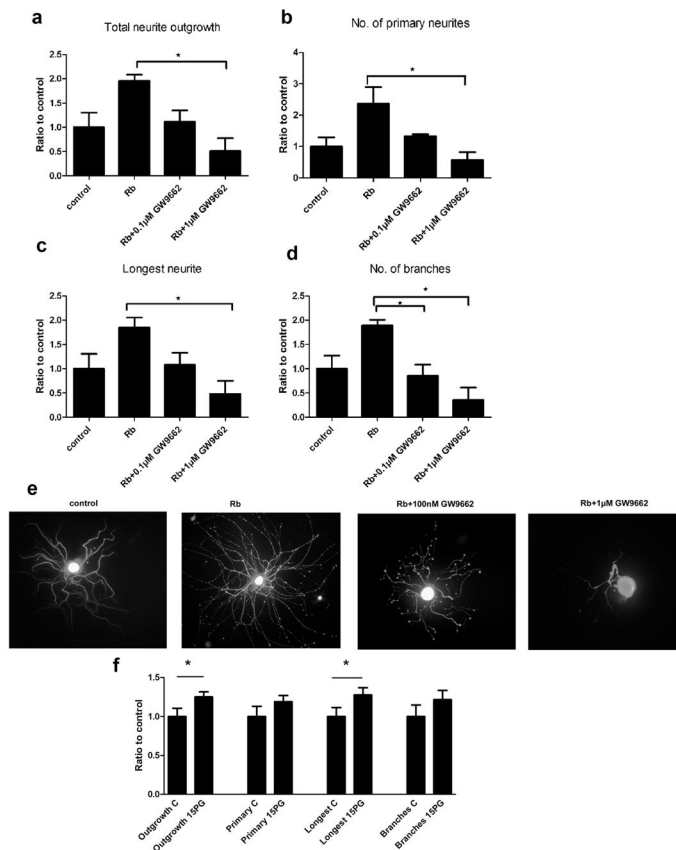 a
Total neurite outgrowth
Ratio to control
2.5
2.0
1.5
1.0
0.5
0.0
*
control
Rb
Rb+0.1µM GW9662
Rb+1µM GW9662
b
No. of primary neurites
Ratio to control
4
3
2
1
0
*
control
Rb
Rb+0.1µM GW9662
Rb+1µM GW9662
c
Longest neurite
Ratio to control
2.5
2.0
1.5
1.0
0.5
0.0
*
control
Rb
Rb+0.1µM GW9662
Rb+1µM GW9662
d
No. of branches
Ratio to control
2.5
2.0
1.5
1.0
0.5
0.0
*
*
control
Rb
Rb+0.1µM GW9662
Rb+1µM GW9662
e
control
Rb
Rb+100nM GW9662
Rb+1µM GW9662
f
Ratio to control
1.5
1.0
0.5
0.0
*
*
Outgrowth C
Outgrowth 15PG
Primary C
Primary 15PG
Longest C
Longest 15PG
Branches C
Branches 15PG